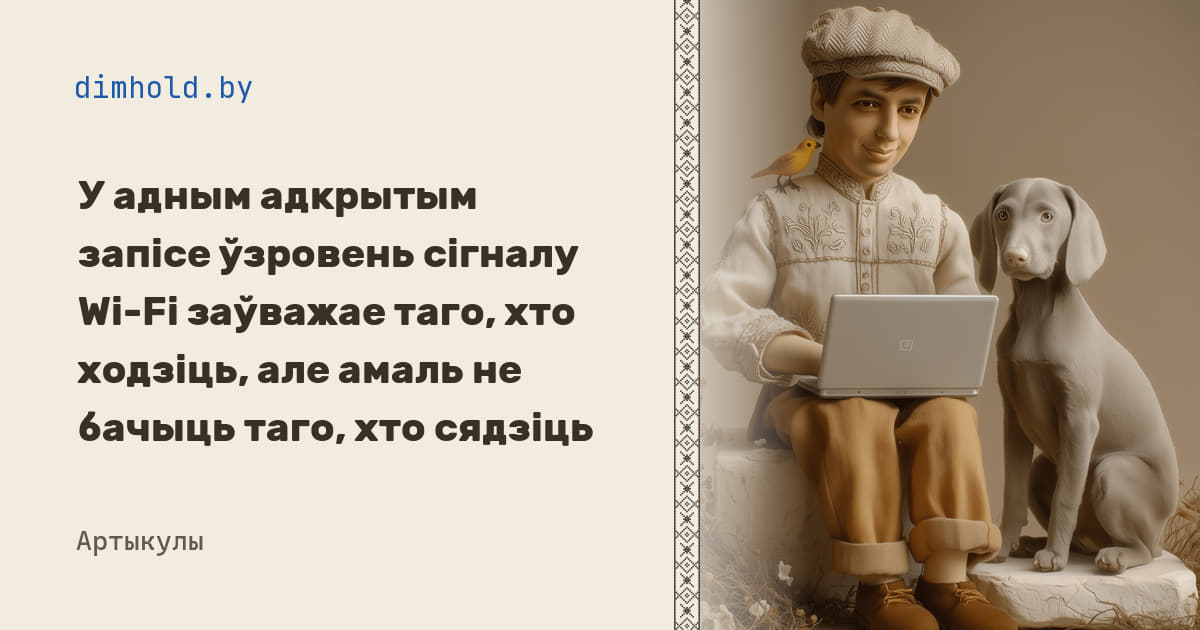 dimhold.by
У адным адкрытым
запісе ўзровень сігналу
Wi-Fi заўважае таго, хто
ходзіць, але амаль не
бачыць таго, хто сядзіць
Артыкулы